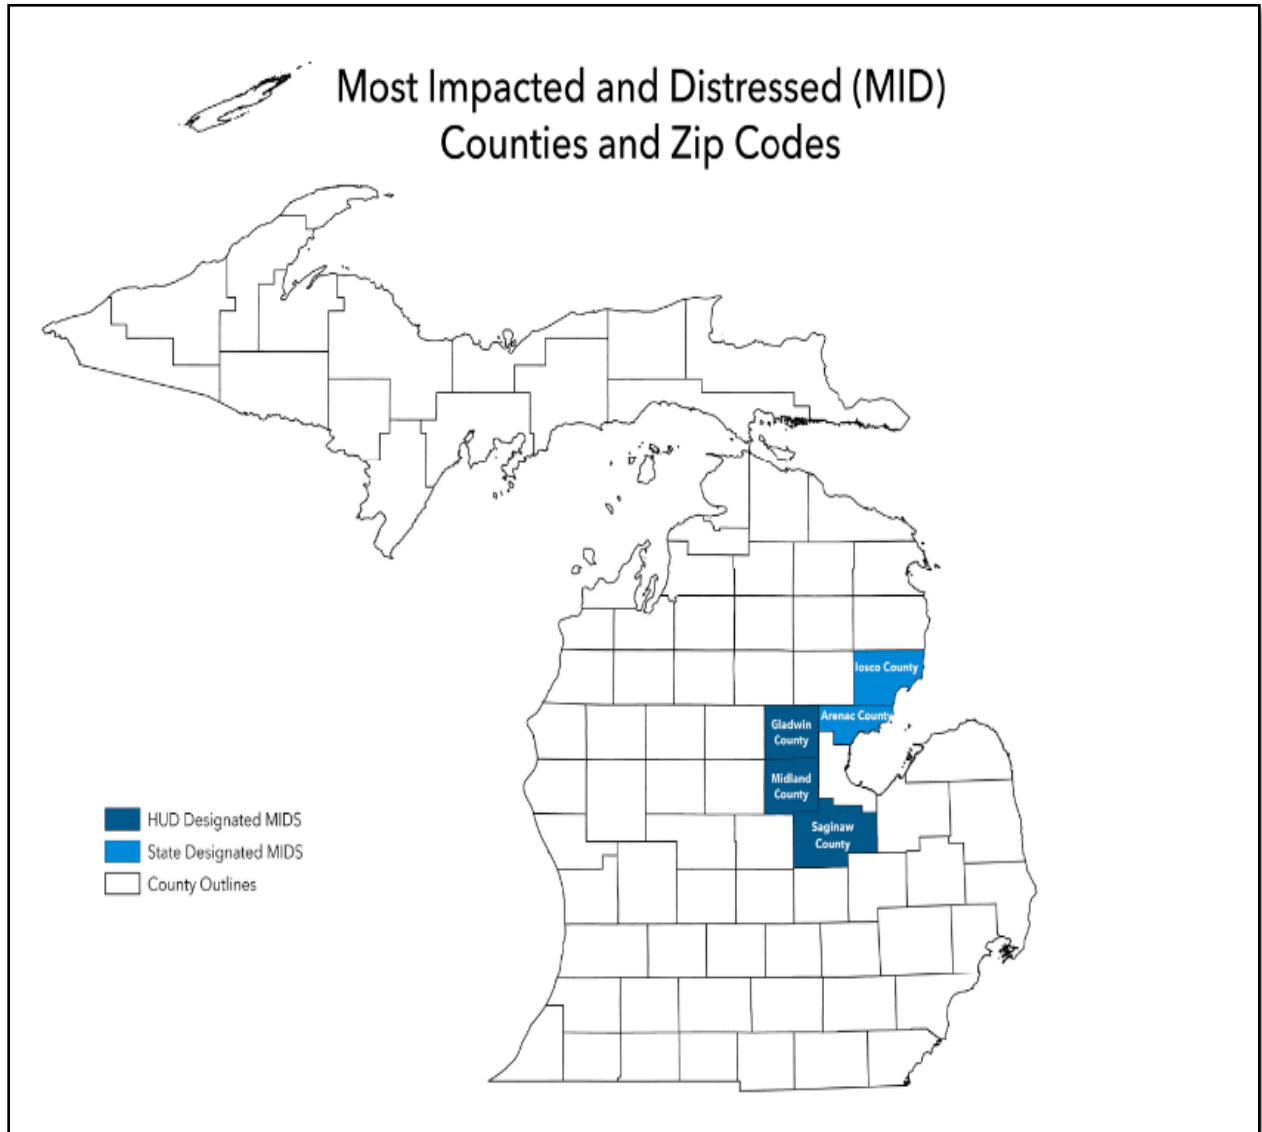 Most Impacted and Distressed (MID)
Counties and Zip Codes
Iosco County
Arenac County
Gladwin
County
Midland
County
Saginaw
County
HUD Designated MIDS
State Designated MIDS
County Outlines